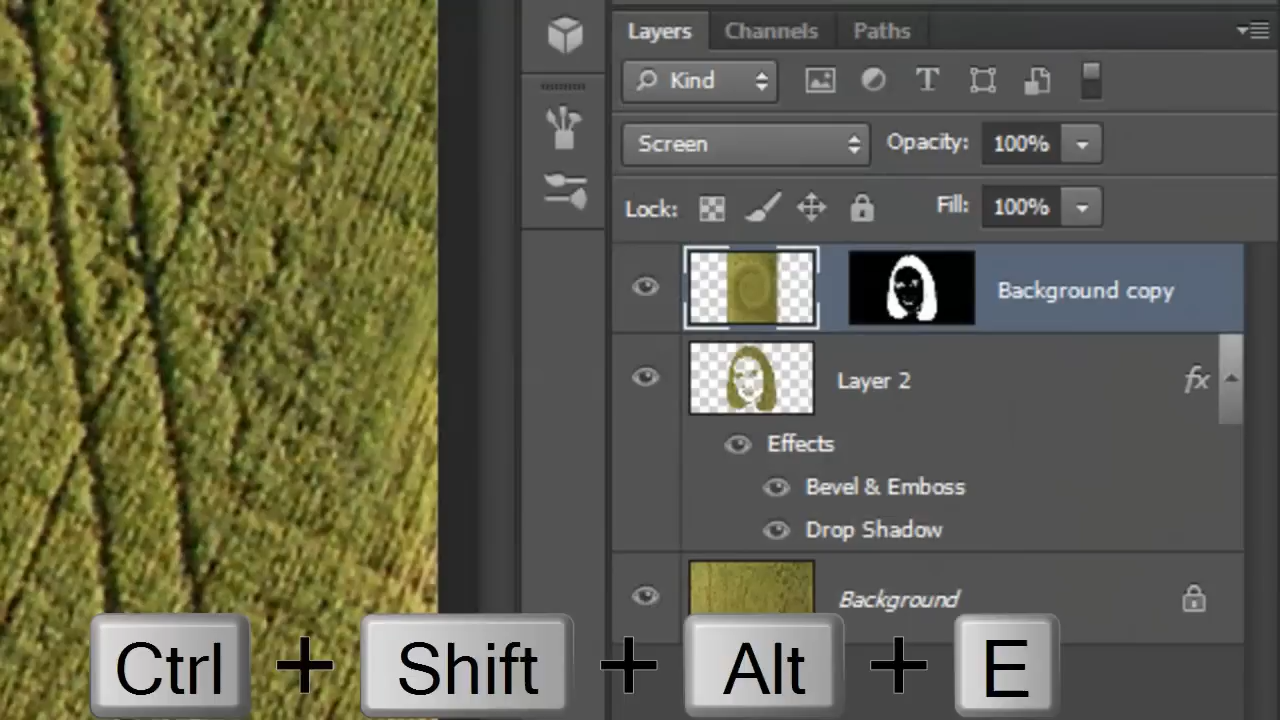 Layers Channels Paths
Kind T
Screen Opacity: 100%
Lock: Fill: 100%
Background copy
Layer 2 fx
Effects
Bevel & Emboss
Drop Shadow
Background
Ctrl + Shift + Alt + E